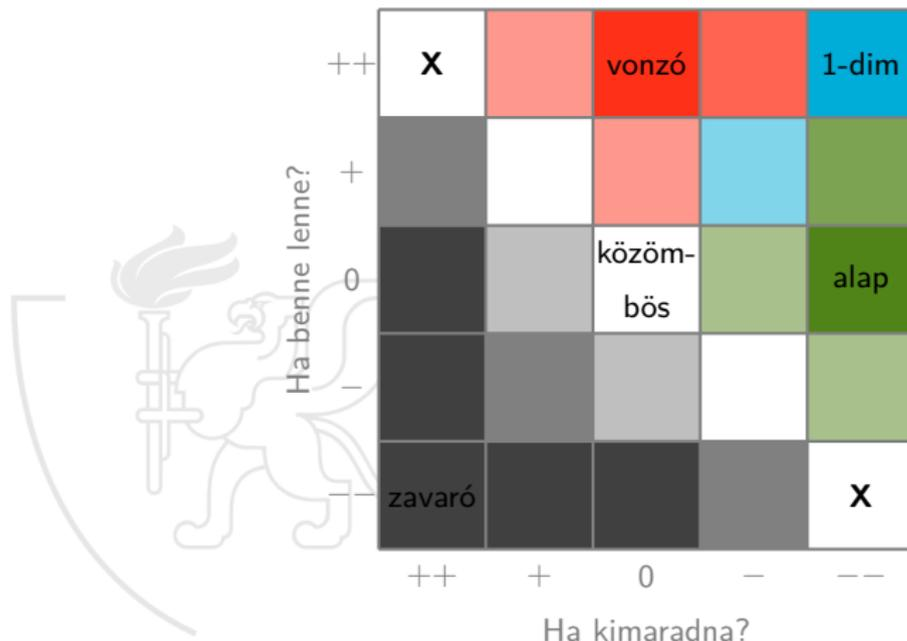 ++ X vonzó 1-dim
+
Ha benne lenne?
0 közöm-
bös alap
−
−− zavaró X
++ + 0 − −−
Ha kimaradna?